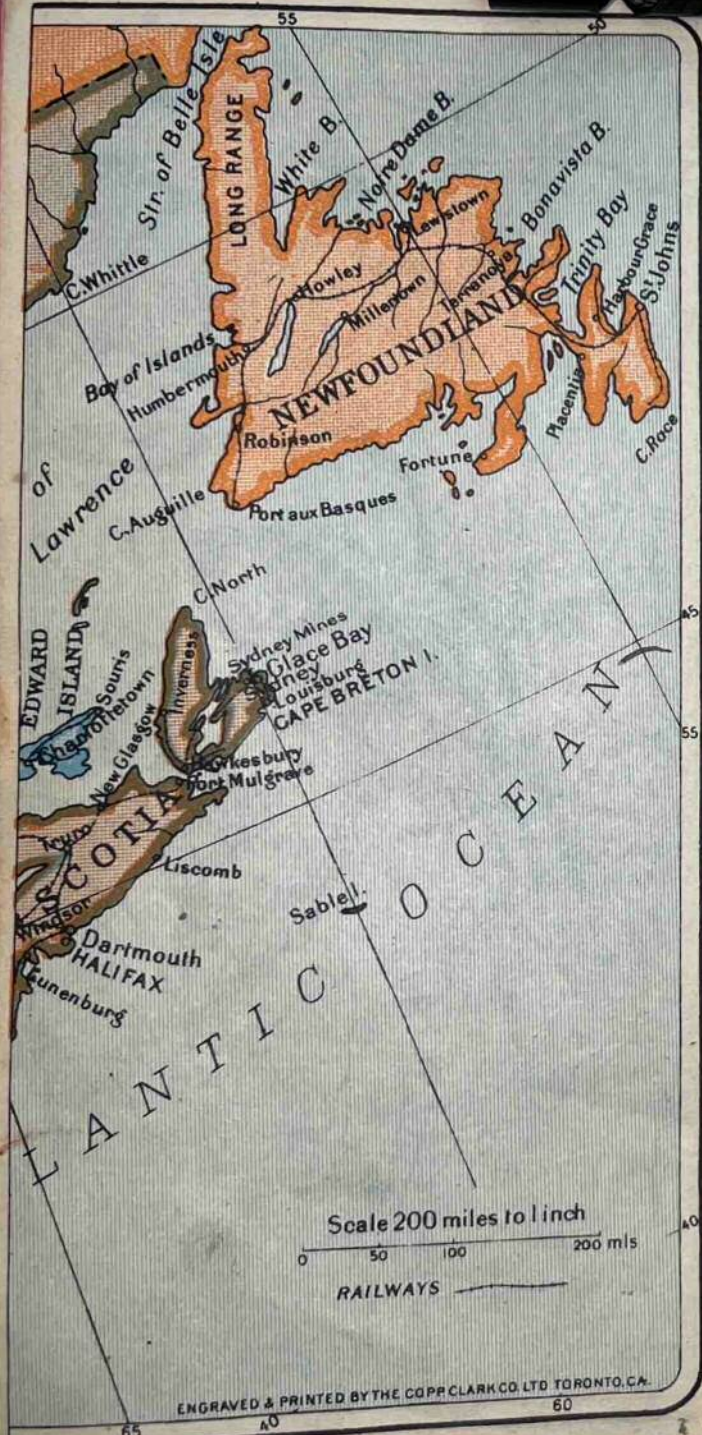 55
50
Str. of Belle Isle
LONG RANGE
White B.
Notre Dame B.
Bonavista B.
Lewistown
Trinity Bay
Harbour Grace
St Johns
C. Whittle
Howley
Millertown
Terranova
NEWFOUNDLAND
Bay of Islands
Humbermouth
Placentia
C. Race
Robinson
Fortune
of
Lawrence
C. Auguille
Port aux Basques
C. North
45
EDWARD
ISLAND
Souris
Charlottetown
New Glasgow
Inverness
Sydney Mines
Glace Bay
Sydney
Louisburg
CAPE BRETON I.
55
Hawkesbury
Port Mulgrave
Truro
SCOTIA
Liscomb
Windsor
Dartmouth
HALIFAX
Lunenburg
Sable I.
LANTIC OCEAN
Scale 200 miles to 1 inch
0 50 100 200 mls
RAILWAYS
40
ENGRAVED & PRINTED BY THE COPP, CLARK CO. LTD TORONTO, CA.
65
40
60